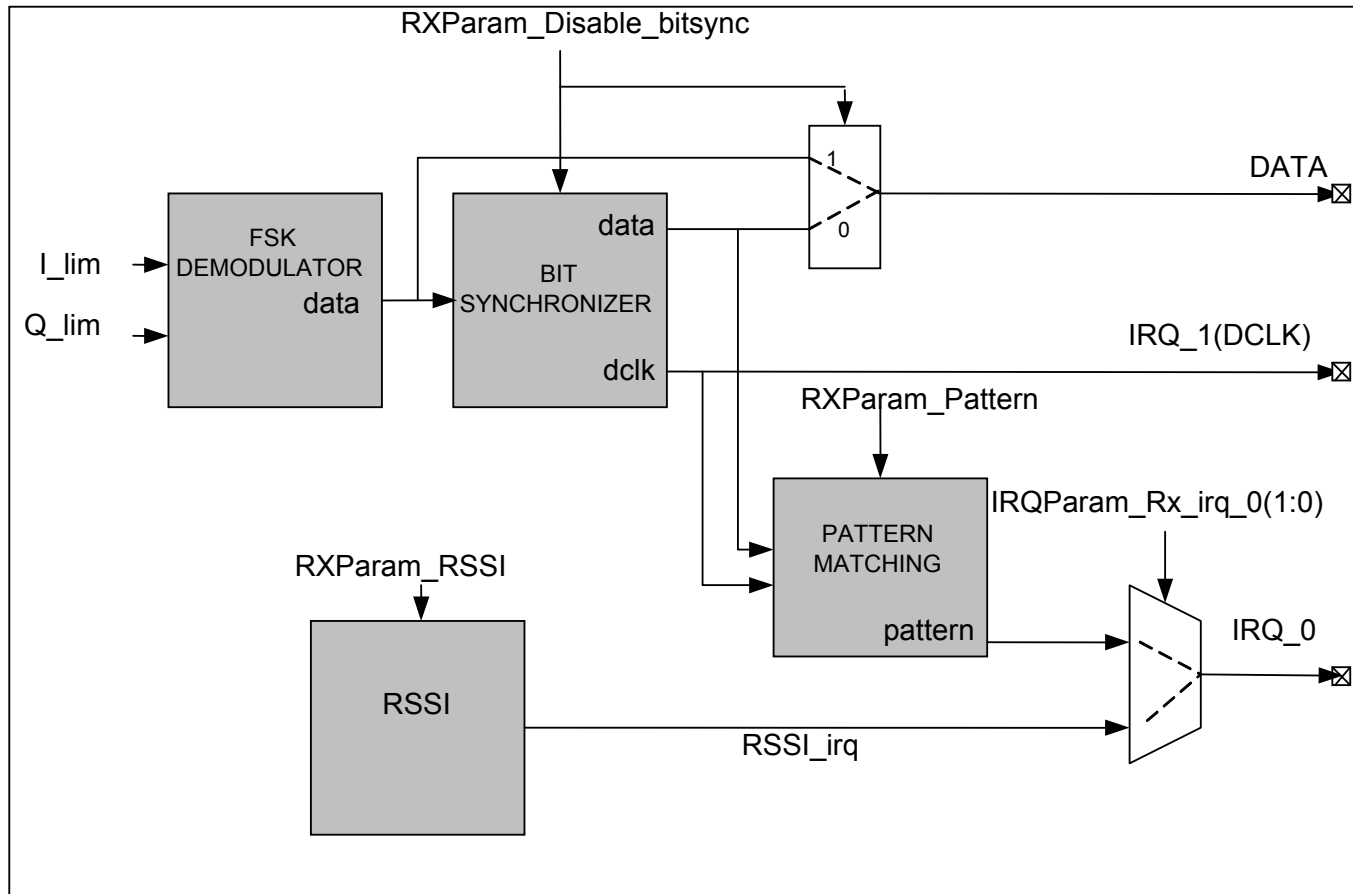 RXParam_Disable_bitsync
1
DATA
FSK
DEMODULATOR
data
I_lim
Q_lim
data
0
BIT
SYNCHRONIZER
dclk
IRQ_1(DCLK)
RXParam_Pattern
IRQParam_Rx_irq_0(1:0)
PATTERN
MATCHING
pattern
RXParam_RSSI
RSSI
RSSI_irq
IRQ_0